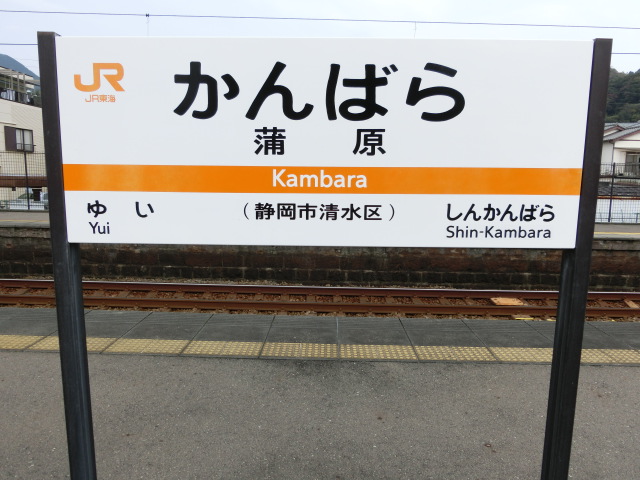 JR
JR東海
かんばら
蒲原
Kambara
ゆい
（静岡市清水区）
しんかんばら
Yui
Shin-Kambara